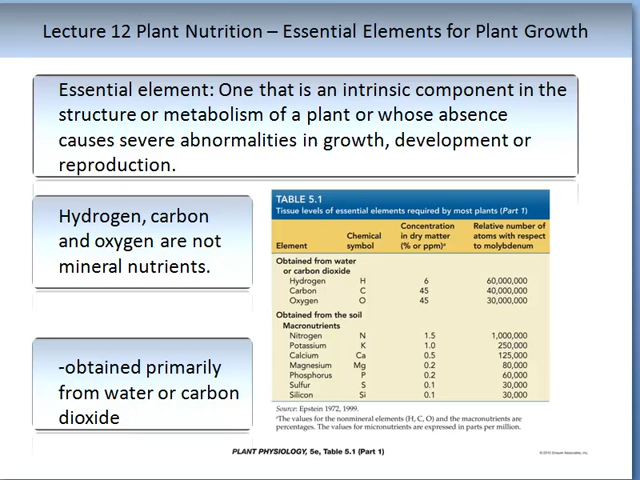 Lecture 12 Plant Nutrition – Essential Elements for Plant Growth
Essential element: One that is an intrinsic component in the
structure or metabolism of a plant or whose absence
causes severe abnormalities in growth, development or
reproduction.
Hydrogen, carbon
and oxygen are not
mineral nutrients.
-obtained primarily
from water or carbon
dioxide
TABLE 5.1
Tissue levels of essential elements required by most plants (Part 1)
Element Chemical symbol Concentration in dry matter (% or ppm)ᵃ Relative number of atoms with respect to molybdenum
Obtained from water
or carbon dioxide
Hydrogen H 6 60,000,000
Carbon C 45 40,000,000
Oxygen O 45 30,000,000
Obtained from the soil
Macronutrients
Nitrogen N 1.5 1,000,000
Potassium K 1.0 250,000
Calcium Ca 0.5 125,000
Magnesium Mg 0.2 80,000
Phosphorus P 0.2 60,000
Sulfur S 0.1 30,000
Silicon Si 0.1 30,000
Source: Epstein 1972, 1999.
ᵃThe values for the nonmineral elements (H, C, O) and the macronutrients are
percentages. The values for micronutrients are expressed in parts per million.
PLANT PHYSIOLOGY, 5e, Table 5.1 (Part 1)
© 2010 Sinauer Associates, Inc.